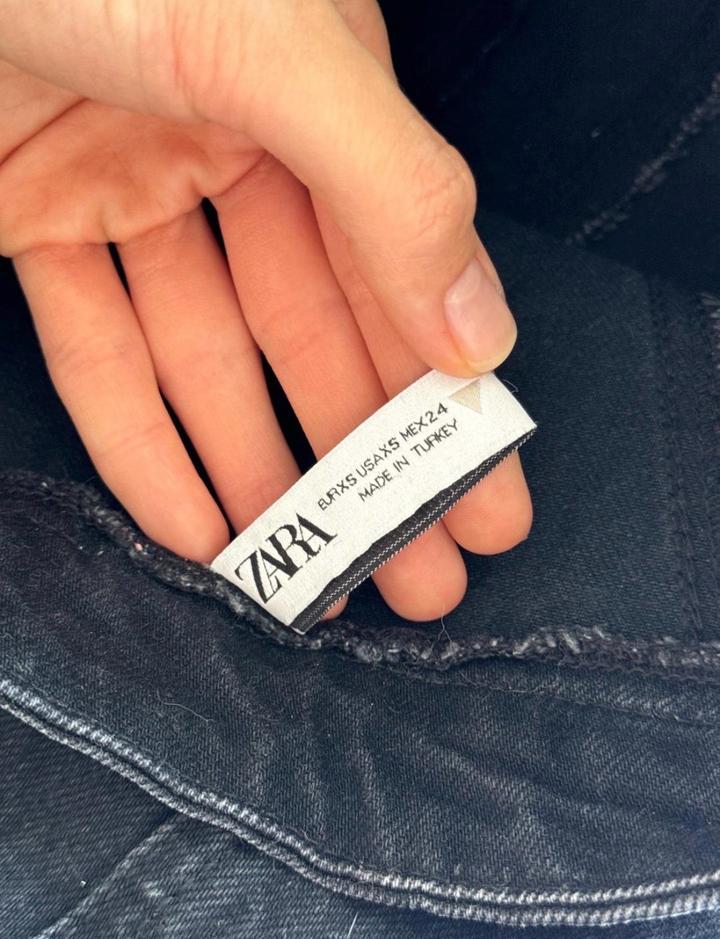 ZARA
EUR XS USA XS MEX 24
MADE IN TURKEY